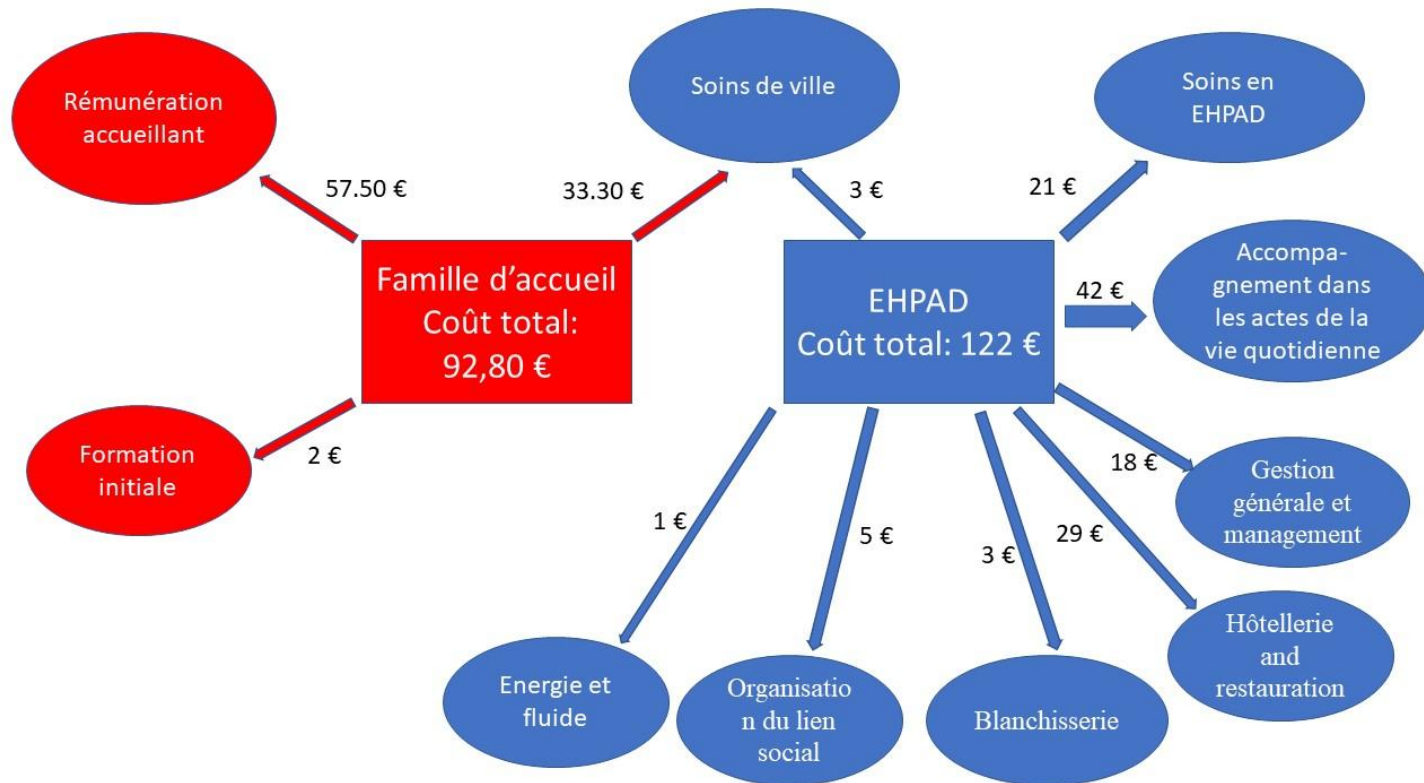 Rémunération
accueillant
Soins de ville
Soins en
EHPAD
57.50 €
33.30 €
3 €
21 €
Famille d'accueil
Coût total:
92,80 €
EHPAD
Coût total: 122 €
42 €
Accompa-
gnement dans
les actes de la
vie quotidienne
Formation
initiale
2 €
18 €
Gestion
générale et
management
1 €
5 €
3 €
29 €
Hôtellerie
and
restauration
Energie et
fluide
Organisatio
n du lien
social
Blanchisserie